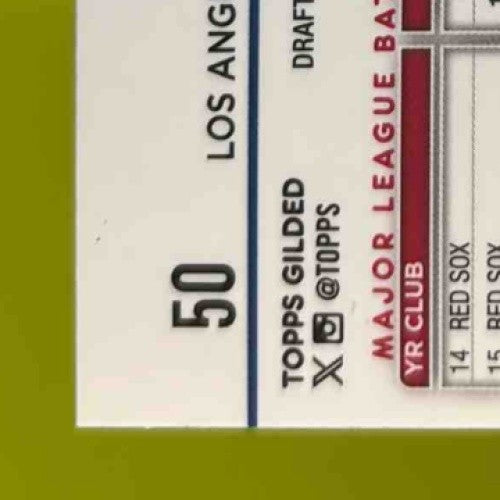 50
LOS ANG
TOPPS GILDED
X @TOPPS
DRAFT
MAJOR LEAGUE BAT
YR CLUB
14 RED SOX
15 RED SOX